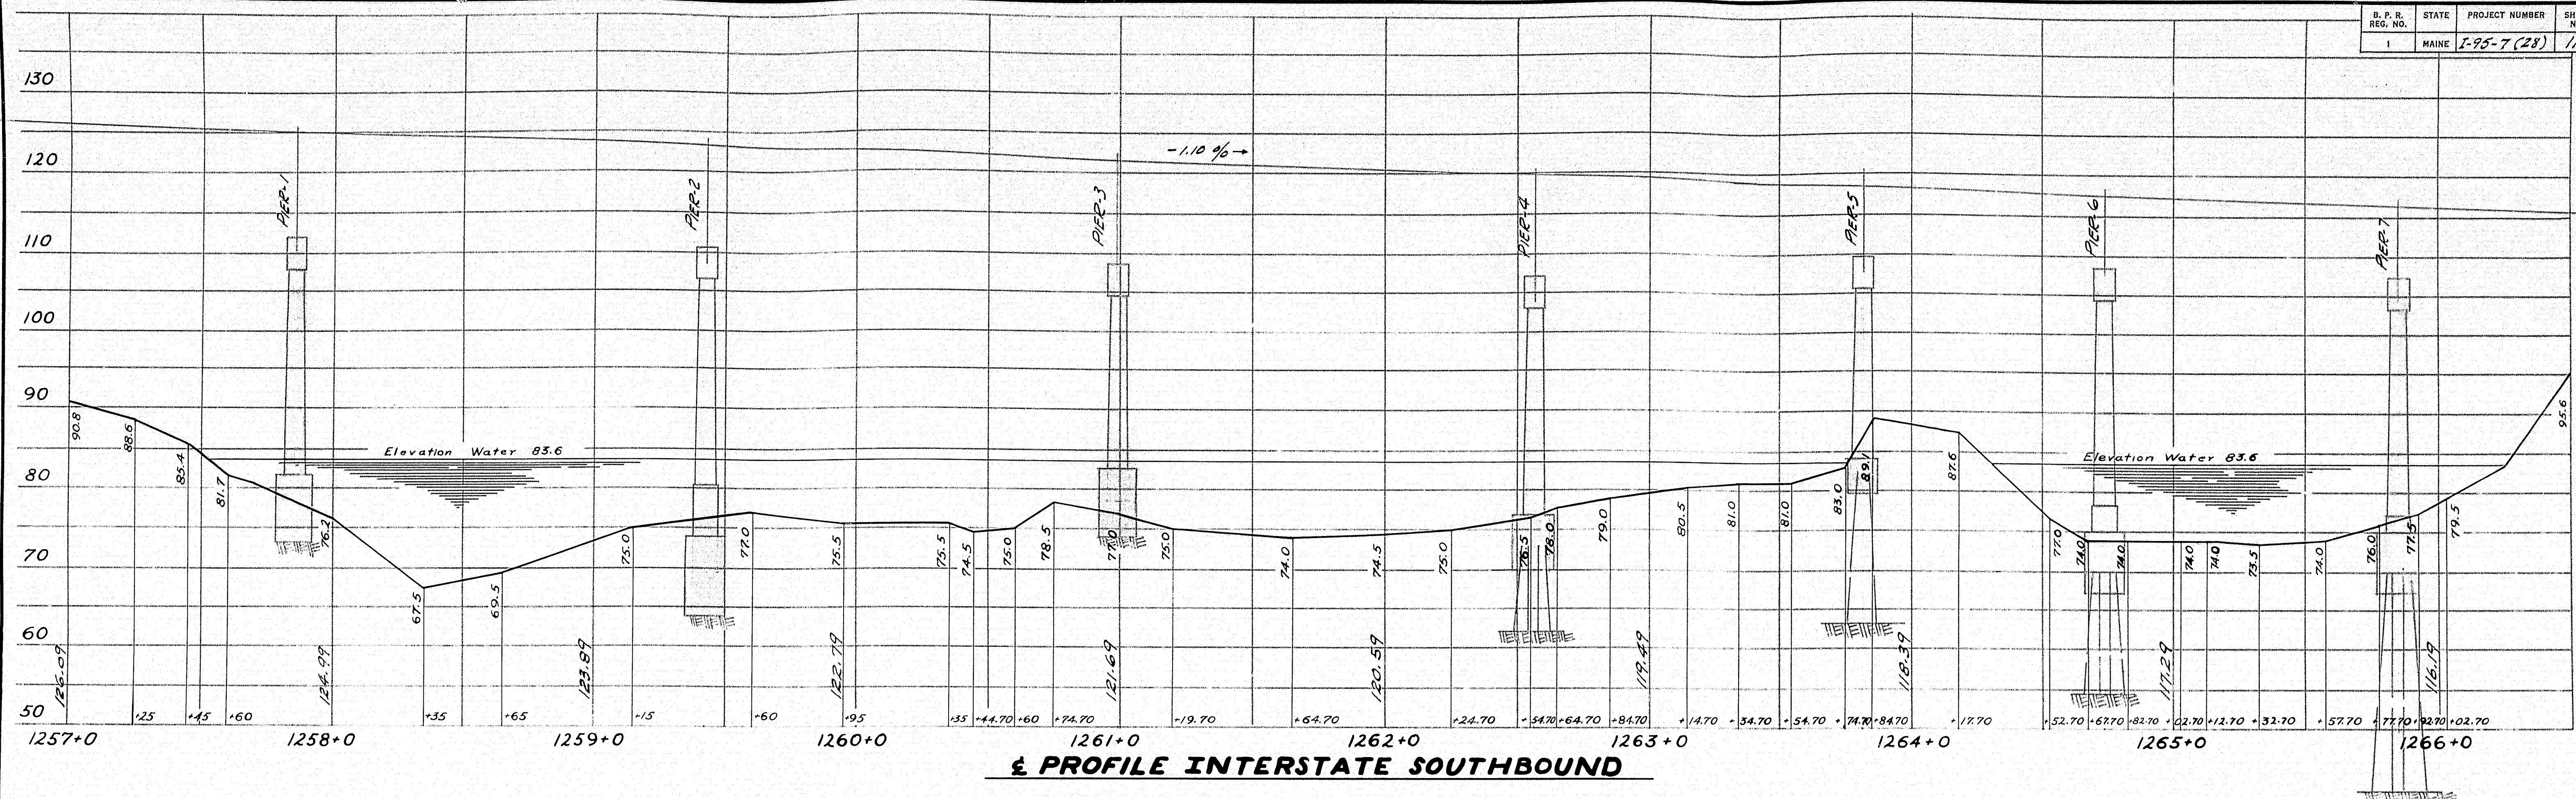 B. P. R. REG. NO. STATE PROJECT NUMBER
1 MAINE I-95-7 (28)
130
120
110
100
90
80
70
60
50
-1.10 % →
PIER-1
PIER-2
PIER-3
PIER-4
PIER-5
PIER-6
PIER-7
Elevation Water 83.6
Elevation Water 83.6
90.8 88.6 85.4 81.7 76.2 67.5 69.5 75.0 77.0 75.5 75.5 74.5 75.0 78.5 77.0 75.0 74.0 74.5 75.0 76.5 78.0 79.0 80.5 81.0 81.0 83.0 89.1 87.6 77.0 74.0 74.0 74.0 74.0 73.5 74.0 76.0 77.5 79.5 95.6
126.09 124.99 123.89 122.79 121.69 120.59 119.49 118.39 117.29 116.19
+25 +45 +60 +35 +65 +15 +60 +95 +35 +44.70 +60 +74.70 +19.70 +64.70 +24.70 +54.70 +64.70 +84.70 +14.70 +34.70 +54.70 +74.70 +84.70 +17.70 +52.70 +67.70 +82.70 +02.70 +12.70 +32.70 +57.70 +77.70 +92.70 +02.70
1257+0 1258+0 1259+0 1260+0 1261+0 1262+0 1263+0 1264+0 1265+0 1266+0
℄ PROFILE INTERSTATE SOUTHBOUND